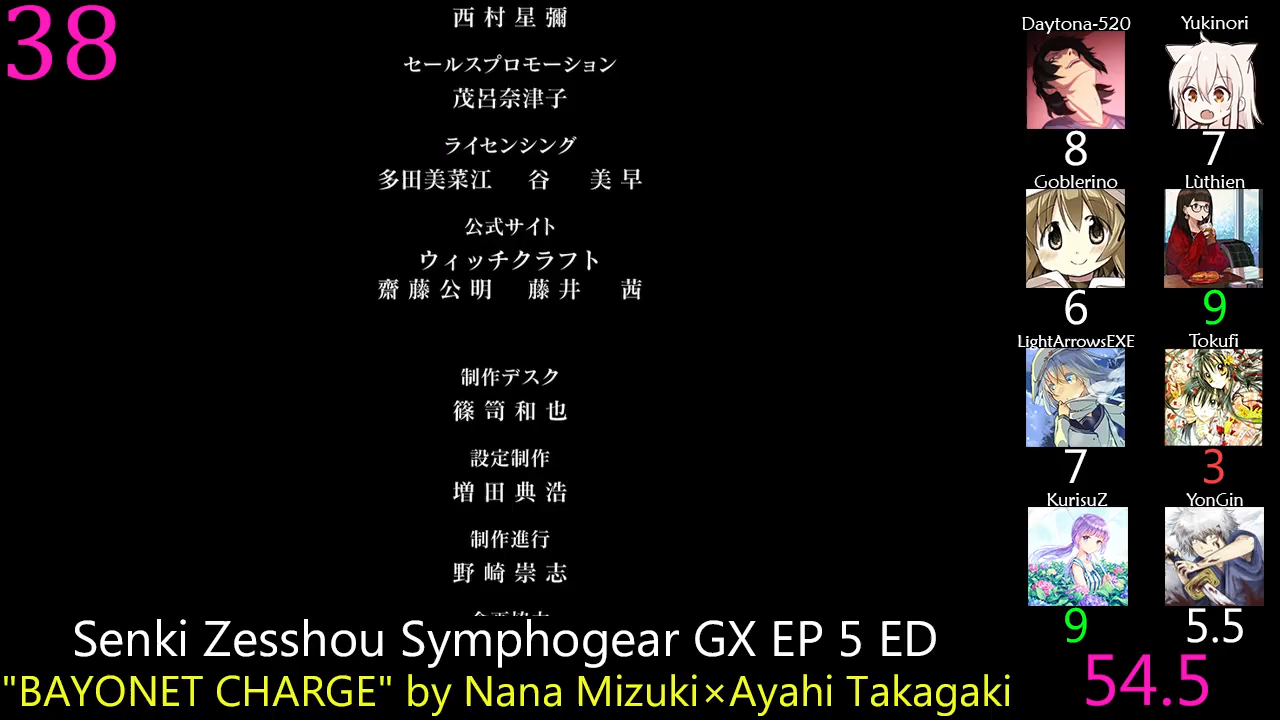 38
西村星彌
セールスプロモーション
茂呂奈津子
ライセンシング
多田美菜江 谷 美早
公式サイト
ウィッチクラフト
齋藤公明 藤井 茜
制作デスク
篠笥和也
設定制作
増田典浩
制作進行
野崎崇志
Senki Zesshou Symphogear GX EP 5 ED
"BAYONET CHARGE" by Nana Mizuki×Ayahi Takagaki
Daytona-520 Yukinori
8 7
Goblerino Lùthien
6 9
LightArrowsEXE Tokufi
7 3
KurisuZ YonGin
9 5.5
54.5